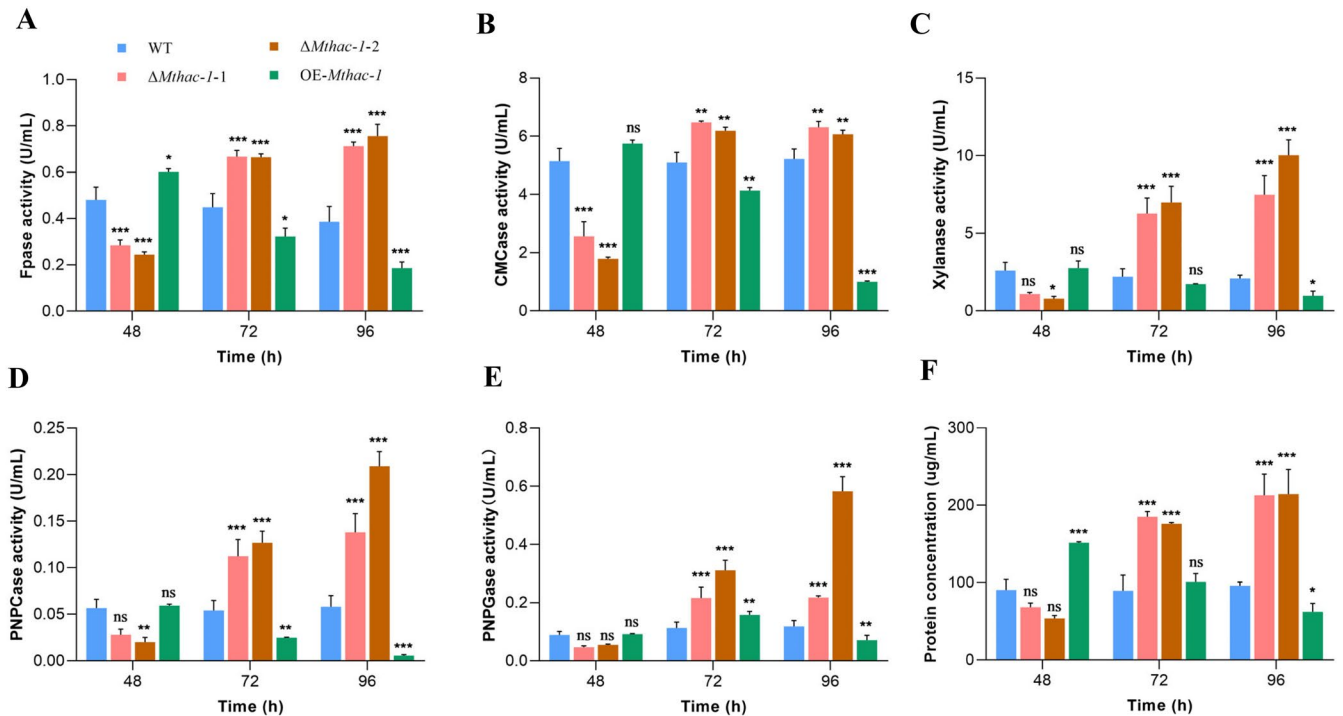 A
WT
ΔMthac-1-1
ΔMthac-1-2
OE-Mthac-1
Fpase activity (U/mL)
1.0
0.8
0.6
0.4
0.2
0.0
*** *** *
*** *** *
*** *** ***
48 72 96
Time (h)
B
CMCase activity (U/mL)
8
6
4
2
0
*** *** ns
** ** **
** ** ***
48 72 96
Time (h)
C
Xylanase activity (U/mL)
15
10
5
0
ns * ns
*** *** ns
*** *** *
48 72 96
Time (h)
D
PNPCase activity (U/mL)
0.25
0.20
0.15
0.10
0.05
0.00
ns ** ns
*** *** **
*** *** ***
48 72 96
Time (h)
E
PNPGase activity(U/mL)
0.8
0.6
0.4
0.2
0.0
ns ns ns
*** *** **
*** *** **
48 72 96
Time (h)
F
Protein concentration (ug/mL)
300
200
100
0
ns ns ***
*** *** ns
*** *** *
48 72 96
Time (h)